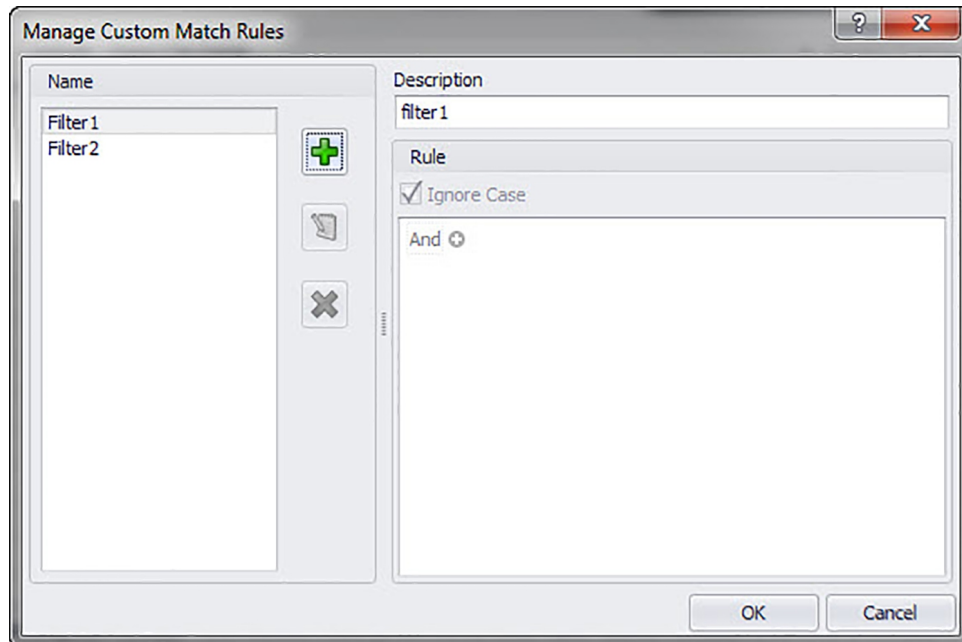 Manage Custom Match Rules
?
Name
Filter1
Filter2
Description
filter1
Rule
Ignore Case
And
OK
Cancel